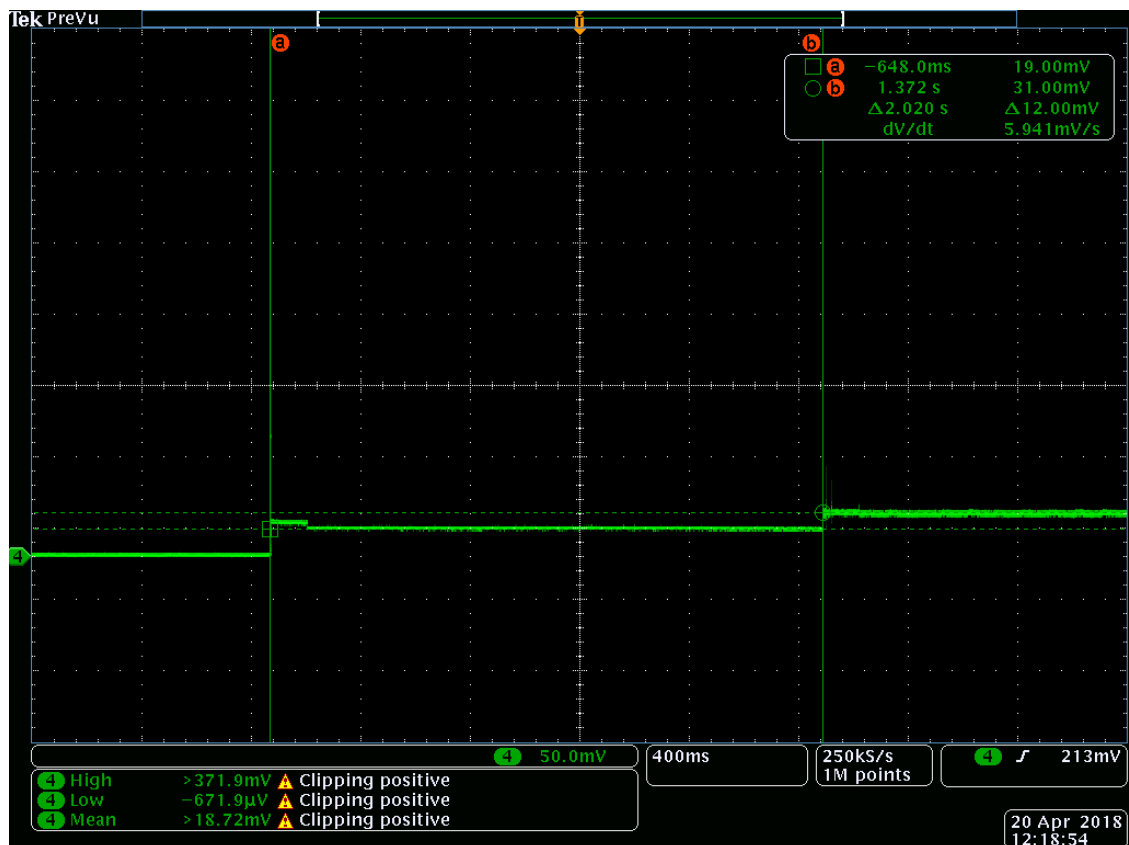 Tek PreVu
T
a b
a −648.0ms 19.00mV
b 1.372 s 31.00mV
Δ2.020 s Δ12.00mV
dV/dt 5.941mV/s
4
4 50.0mV 400ms 250kS/s 4 213mV
1M points
4 High >371.9mV Clipping positive
4 Low −671.9µV Clipping positive
4 Mean >18.72mV Clipping positive
20 Apr 2018
12:18:54